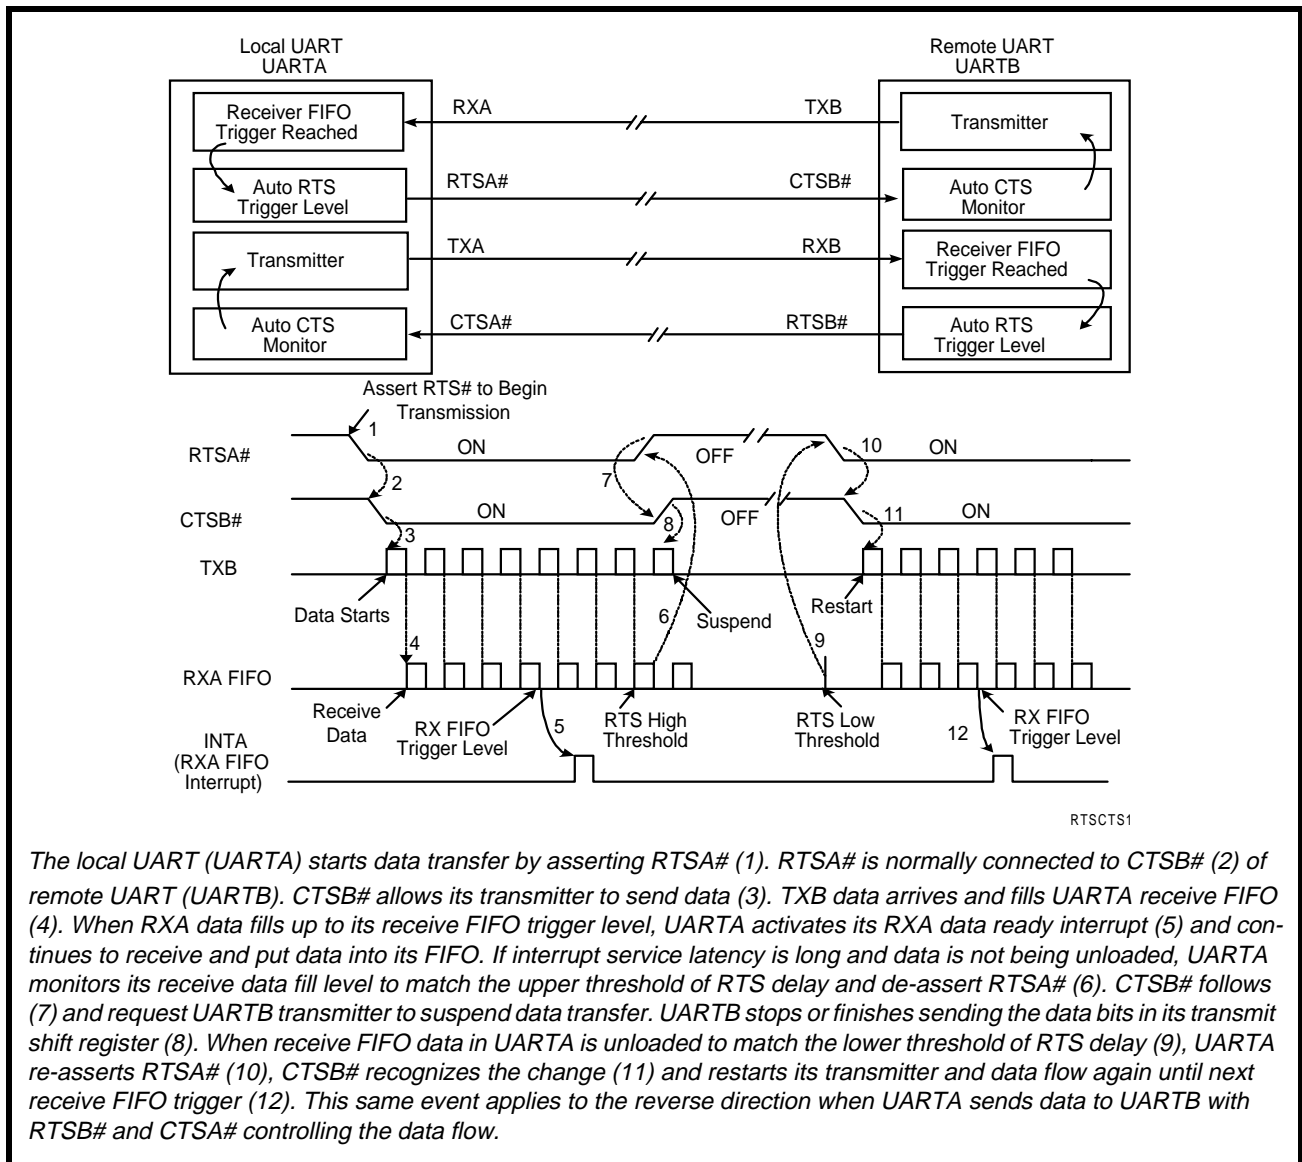 Local UART
UARTA
Remote UART
UARTB
Receiver FIFO
Trigger Reached
RXA
TXB
Transmitter
Auto RTS
Trigger Level
RTSA#
CTSB#
Auto CTS
Monitor
Transmitter
TXA
RXB
Receiver FIFO
Trigger Reached
Auto CTS
Monitor
CTSA#
RTSB#
Auto RTS
Trigger Level
Assert RTS# to Begin
Transmission
RTSA#
1
ON
OFF
10
ON
2
7
CTSB#
ON
8
OFF
11
ON
3
TXB
Data Starts
6
Suspend
Restart
4
9
RXA FIFO
Receive
Data
RX FIFO
Trigger Level
5
RTS High
Threshold
RTS Low
Threshold
12
RX FIFO
Trigger Level
INTA
(RXA FIFO
Interrupt)
RTSCTS1
The local UART (UARTA) starts data transfer by asserting RTSA# (1). RTSA# is normally connected to CTSB# (2) of
remote UART (UARTB). CTSB# allows its transmitter to send data (3). TXB data arrives and fills UARTA receive FIFO
(4). When RXA data fills up to its receive FIFO trigger level, UARTA activates its RXA data ready interrupt (5) and con-
tinues to receive and put data into its FIFO. If interrupt service latency is long and data is not being unloaded, UARTA
monitors its receive data fill level to match the upper threshold of RTS delay and de-assert RTSA# (6). CTSB# follows
(7) and request UARTB transmitter to suspend data transfer. UARTB stops or finishes sending the data bits in its transmit
shift register (8). When receive FIFO data in UARTA is unloaded to match the lower threshold of RTS delay (9), UARTA
re-asserts RTSA# (10), CTSB# recognizes the change (11) and restarts its transmitter and data flow again until next
receive FIFO trigger (12). This same event applies to the reverse direction when UARTA sends data to UARTB with
RTSB# and CTSA# controlling the data flow.